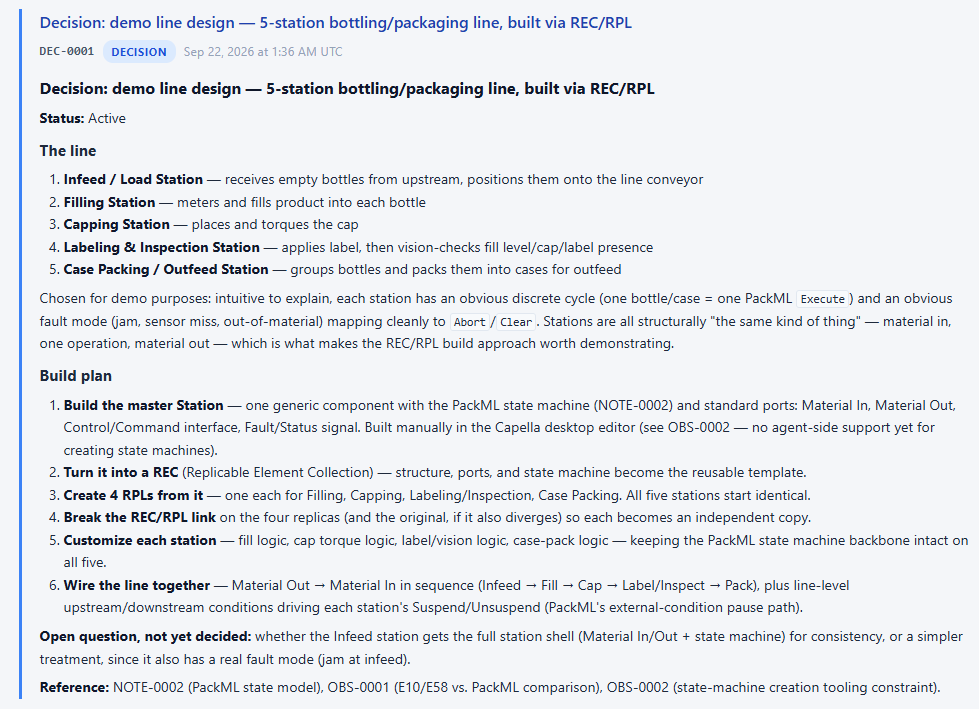 Decision: demo line design — 5-station bottling/packaging line, built via REC/RPL
DEC-0001 DECISION Sep 22, 2026 at 1:36 AM UTC
Decision: demo line design — 5-station bottling/packaging line, built via REC/RPL
Status: Active
The line
1. Infeed / Load Station — receives empty bottles from upstream, positions them onto the line conveyor
2. Filling Station — meters and fills product into each bottle
3. Capping Station — places and torques the cap
4. Labeling & Inspection Station — applies label, then vision-checks fill level/cap/label presence
5. Case Packing / Outfeed Station — groups bottles and packs them into cases for outfeed
Chosen for demo purposes: intuitive to explain, each station has an obvious discrete cycle (one bottle/case = one PackML Execute) and an obvious
fault mode (jam, sensor miss, out-of-material) mapping cleanly to Abort/Clear. Stations are all structurally "the same kind of thing" — material in,
one operation, material out — which is what makes the REC/RPL build approach worth demonstrating.
Build plan
1. Build the master Station — one generic component with the PackML state machine (NOTE-0002) and standard ports: Material In, Material Out,
Control/Command interface, Fault/Status signal. Built manually in the Capella desktop editor (see OBS-0002 — no agent-side support yet for
creating state machines).
2. Turn it into a REC (Replicable Element Collection) — structure, ports, and state machine become the reusable template.
3. Create 4 RPLs from it — one each for Filling, Capping, Labeling/Inspection, Case Packing. All five stations start identical.
4. Break the REC/RPL link on the four replicas (and the original, if it also diverges) so each becomes an independent copy.
5. Customize each station — fill logic, cap torque logic, label/vision logic, case-pack logic — keeping the PackML state machine backbone intact on
all five.
6. Wire the line together — Material Out → Material In in sequence (Infeed → Fill → Cap → Label/Inspect → Pack), plus line-level
upstream/downstream conditions driving each station's Suspend/Unsuspend (PackML's external-condition pause path).
Open question, not yet decided: whether the Infeed station gets the full station shell (Material In/Out + state machine) for consistency, or a simpler
treatment, since it also has a real fault mode (jam at infeed).
Reference: NOTE-0002 (PackML state model), OBS-0001 (E10/E58 vs. PackML comparison), OBS-0002 (state-machine creation tooling constraint).